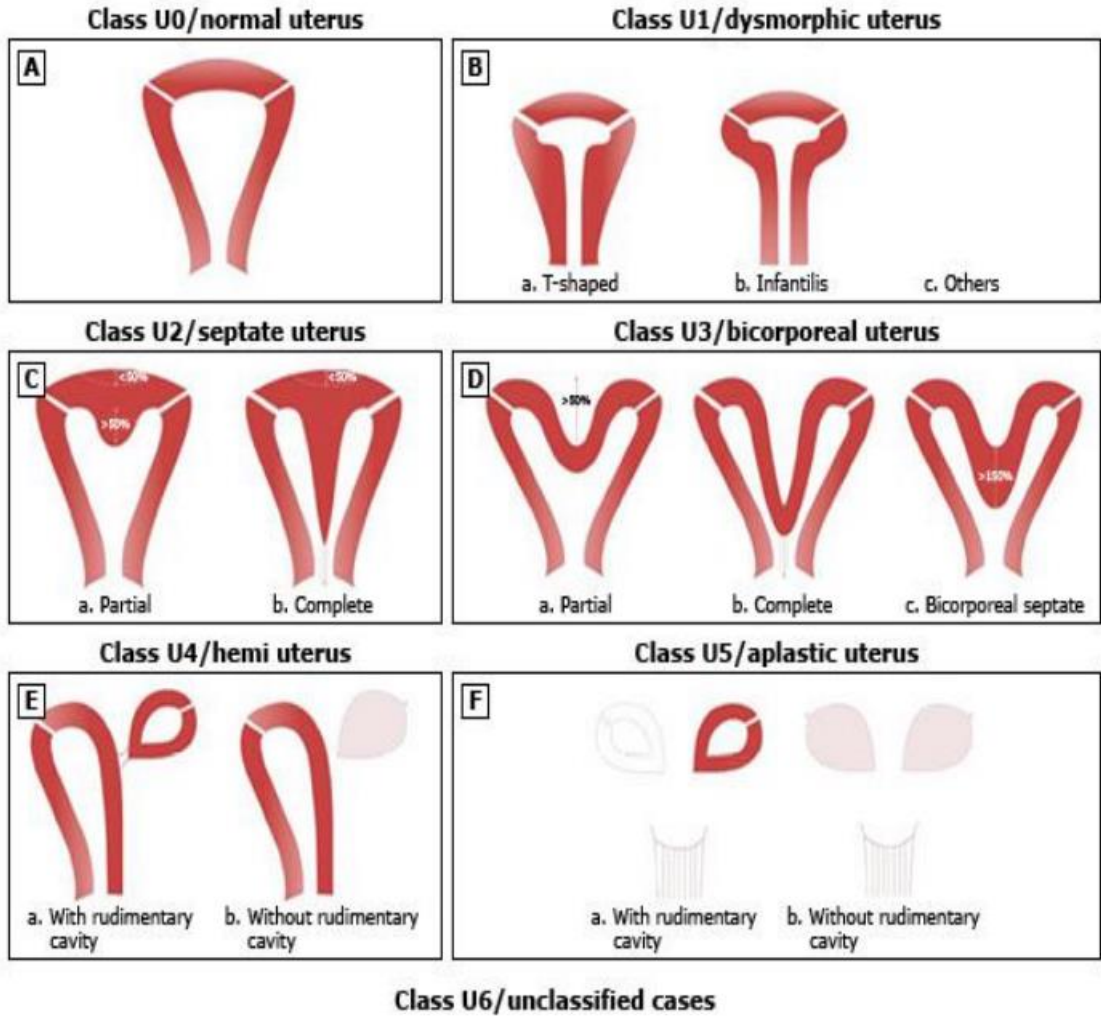 Class U0/normal uterus
Class U1/dysmorphic uterus
A
B
a. T-shaped
b. Infantilis
c. Others
Class U2/septate uterus
Class U3/bicorporeal uterus
C
<50%
>50%
<50%
a. Partial
b. Complete
D
>50%
>150%
a. Partial
b. Complete
c. Bicorporeal septate
Class U4/hemi uterus
Class U5/aplastic uterus
E
a. With rudimentary
cavity
b. Without rudimentary
cavity
F
a. With rudimentary
cavity
b. Without rudimentary
cavity
Class U6/unclassified cases